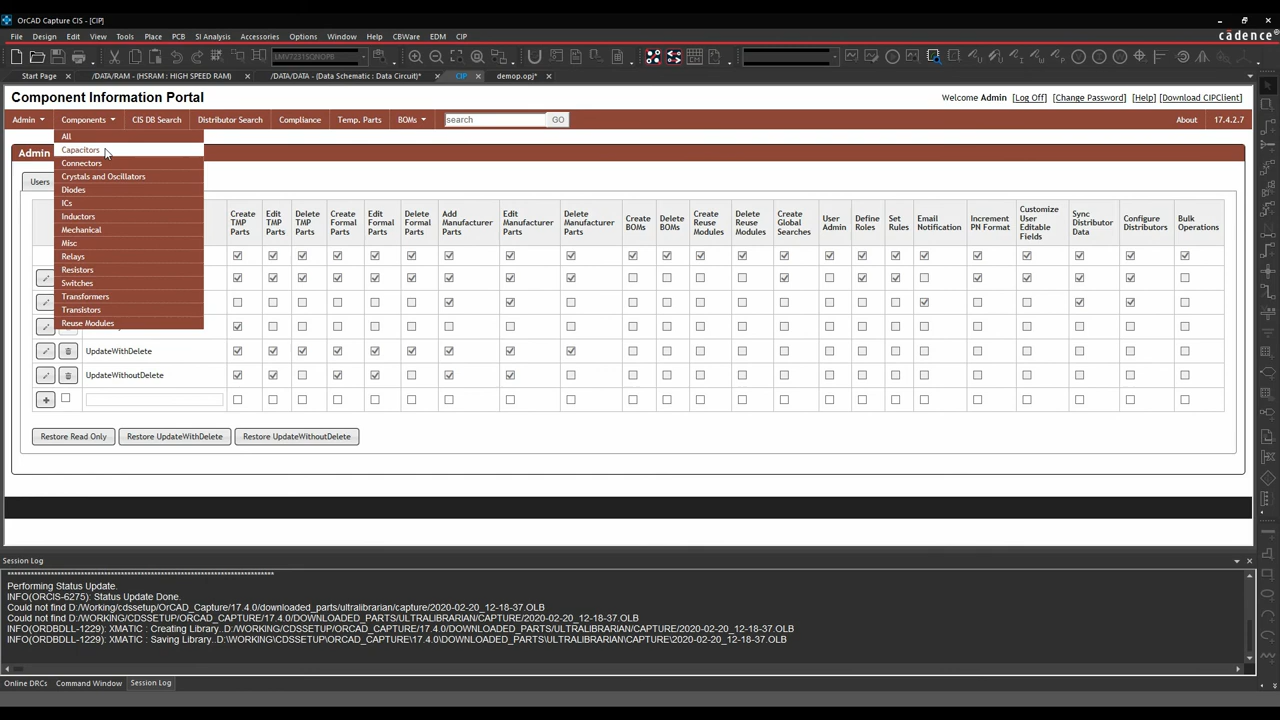 OrCAD Capture CIS - [CIP]
File Design Edit View Tools Place PCB SI Analysis Accessories Options Window Help CBWare EDM CIP
cadence
LMV7231SQNOPB
Start Page /DATA/RAM - (HSRAM : HIGH SPEED RAM) /DATA/DATA - (Data Schematic : Data Circuit)* CIP demop.opj*
Component Information Portal
Welcome Admin [Log Off] [Change Password] [Help] [Download CIPClient]
Admin Components CIS DB Search Distributor Search Compliance Temp. Parts BOMs search GO About 17.4.2.7
All
Capacitors
Connectors
Crystals and Oscillators
Diodes
ICs
Inductors
Mechanical
Misc
Relays
Resistors
Switches
Transformers
Transistors
Reuse Modules
Admin
Users
Create TMP Parts
Edit TMP Parts
Delete TMP Parts
Create Formal Parts
Edit Formal Parts
Delete Formal Parts
Add Manufacturer Parts
Edit Manufacturer Parts
Delete Manufacturer Parts
Create BOMs
Delete BOMs
Create Reuse Modules
Delete Reuse Modules
Create Global Searches
User Admin
Define Roles
Set Rules
Email Notification
Increment PN Format
Customize User Editable Fields
Sync Distributor Data
Configure Distributors
Bulk Operations
UpdateWithDelete
UpdateWithoutDelete
Restore Read Only Restore UpdateWithDelete Restore UpdateWithoutDelete
Session Log
********************************************************************************
Performing Status Update.
INFO(ORCIS-6275): Status Update Done.
Could not find D:/Working/cdssetup/OrCAD_Capture/17.4.0/downloaded_parts/ultralibrarian/capture/2020-02-20_12-18-37.OLB
Could not find D:/WORKING/CDSSETUP/ORCAD_CAPTURE/17.4.0/DOWNLOADED_PARTS/ULTRALIBRARIAN/CAPTURE/2020-02-20_12-18-37.OLB
INFO(ORDBDLL-1229): XMATIC : Creating Library..D:/WORKING/CDSSETUP/ORCAD_CAPTURE/17.4.0/DOWNLOADED_PARTS/ULTRALIBRARIAN/CAPTURE/2020-02-20_12-18-37.OLB
INFO(ORDBDLL-1229): XMATIC : Saving Library..D:\WORKING\CDSSETUP\ORCAD_CAPTURE\17.4.0\DOWNLOADED_PARTS\ULTRALIBRARIAN\CAPTURE\2020-02-20_12-18-37.OLB
Online DRCs Command Window Session Log